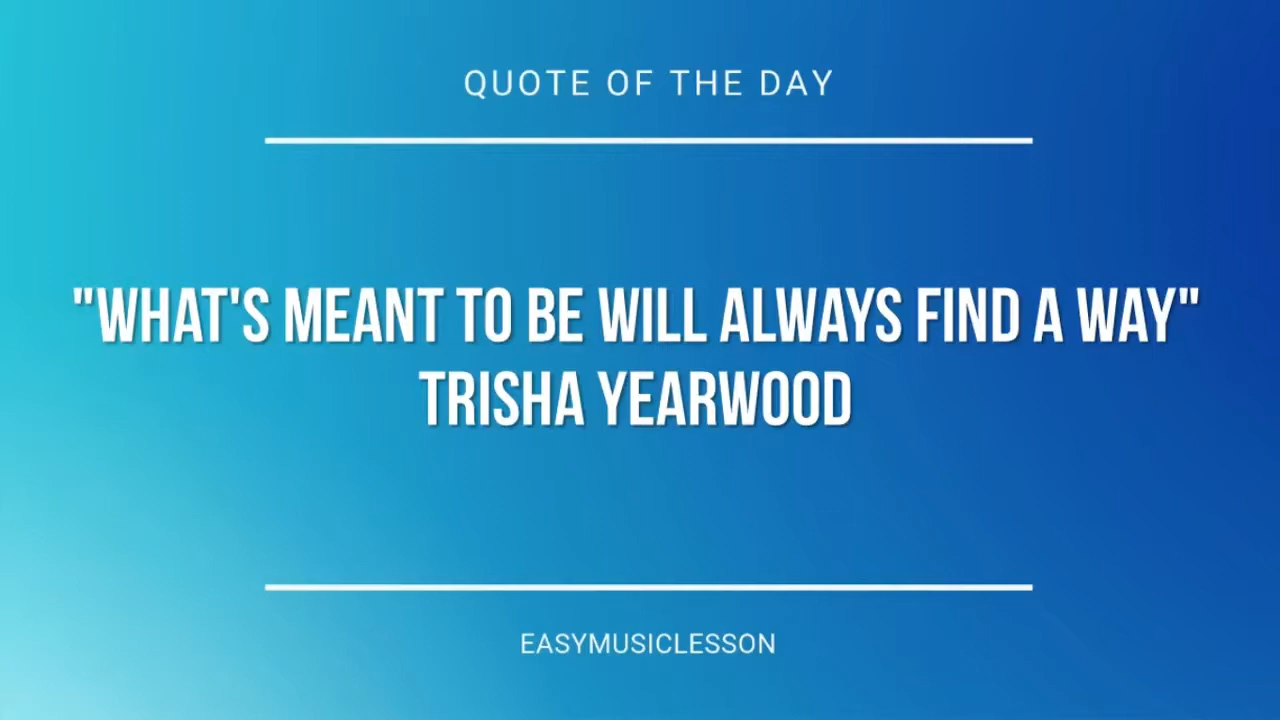 QUOTE OF THE DAY
"WHAT'S MEANT TO BE WILL ALWAYS FIND A WAY"
TRISHA YEARWOOD
EASYMUSICLESSON